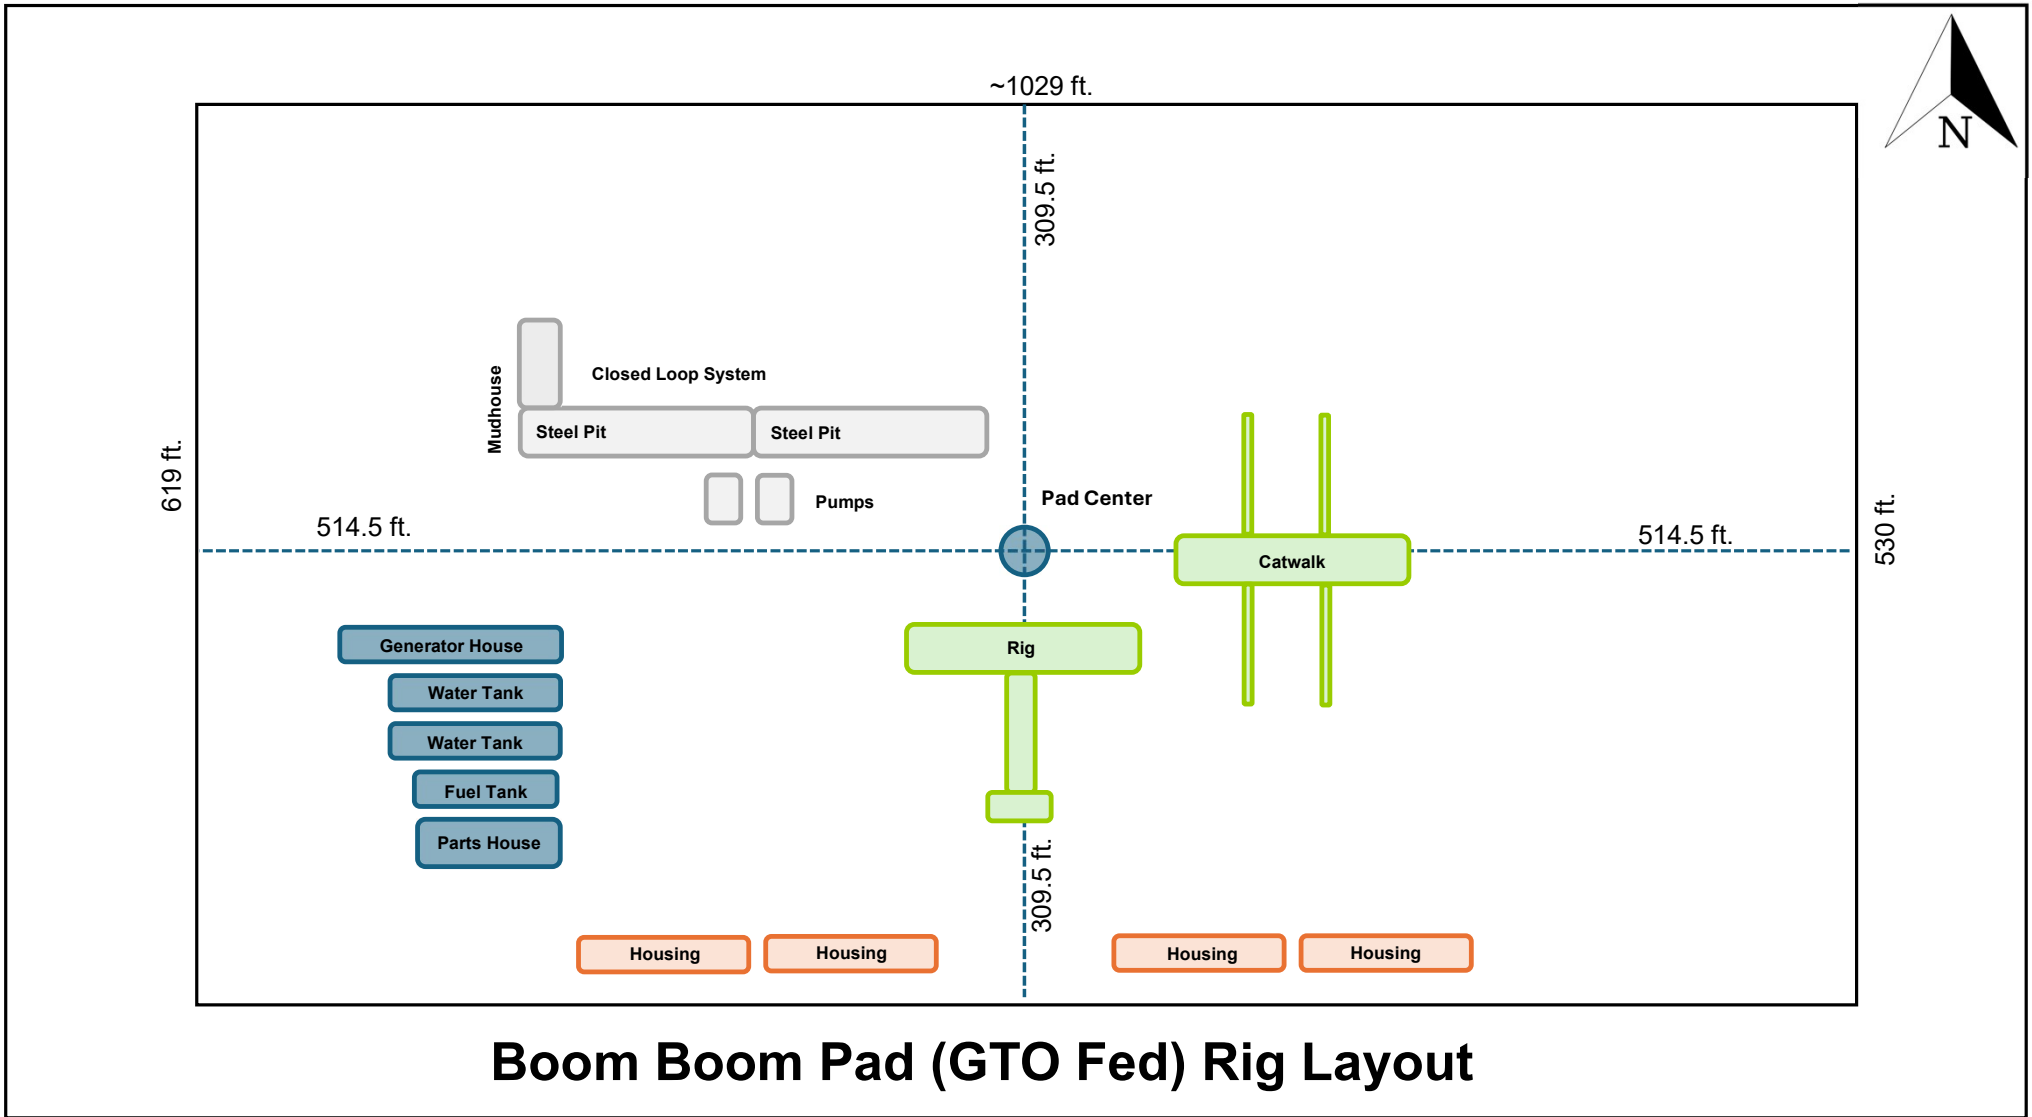 ~1029 ft.
N
309.5 ft.
Closed Loop System
Mudhouse
Steel Pit
Steel Pit
619 ft.
Pumps
Pad Center
514.5 ft.
514.5 ft.
530 ft.
Catwalk
Generator House
Rig
Water Tank
Water Tank
Fuel Tank
Parts House
309.5 ft.
Housing
Housing
Housing
Housing
Boom Boom Pad (GTO Fed) Rig Layout